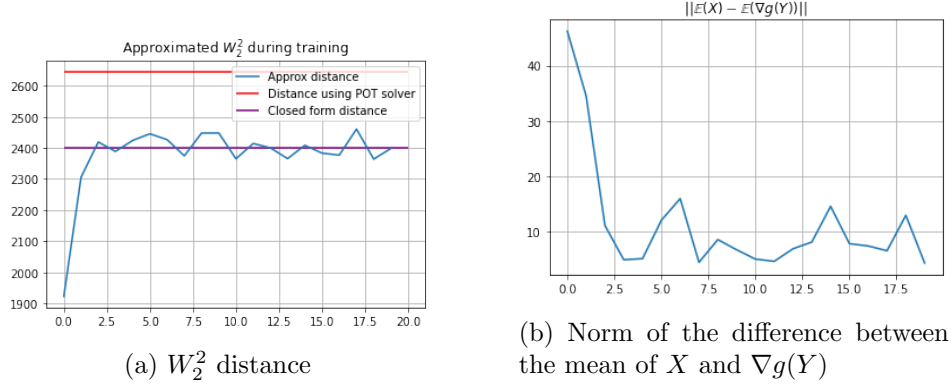 Approximated $W_2^2$ during training
2600
2500
2400
2300
2200
2100
2000
1900
Approx distance
Distance using POT solver
Closed form distance
0.0 2.5 5.0 7.5 10.0 12.5 15.0 17.5 20.0
(a) $W_2^2$ distance
$||\mathbb{E}(X) - \mathbb{E}(\nabla g(Y))||$
40
30
20
10
0.0 2.5 5.0 7.5 10.0 12.5 15.0 17.5
(b) Norm of the difference between
the mean of $X$ and $\nabla g(Y)$